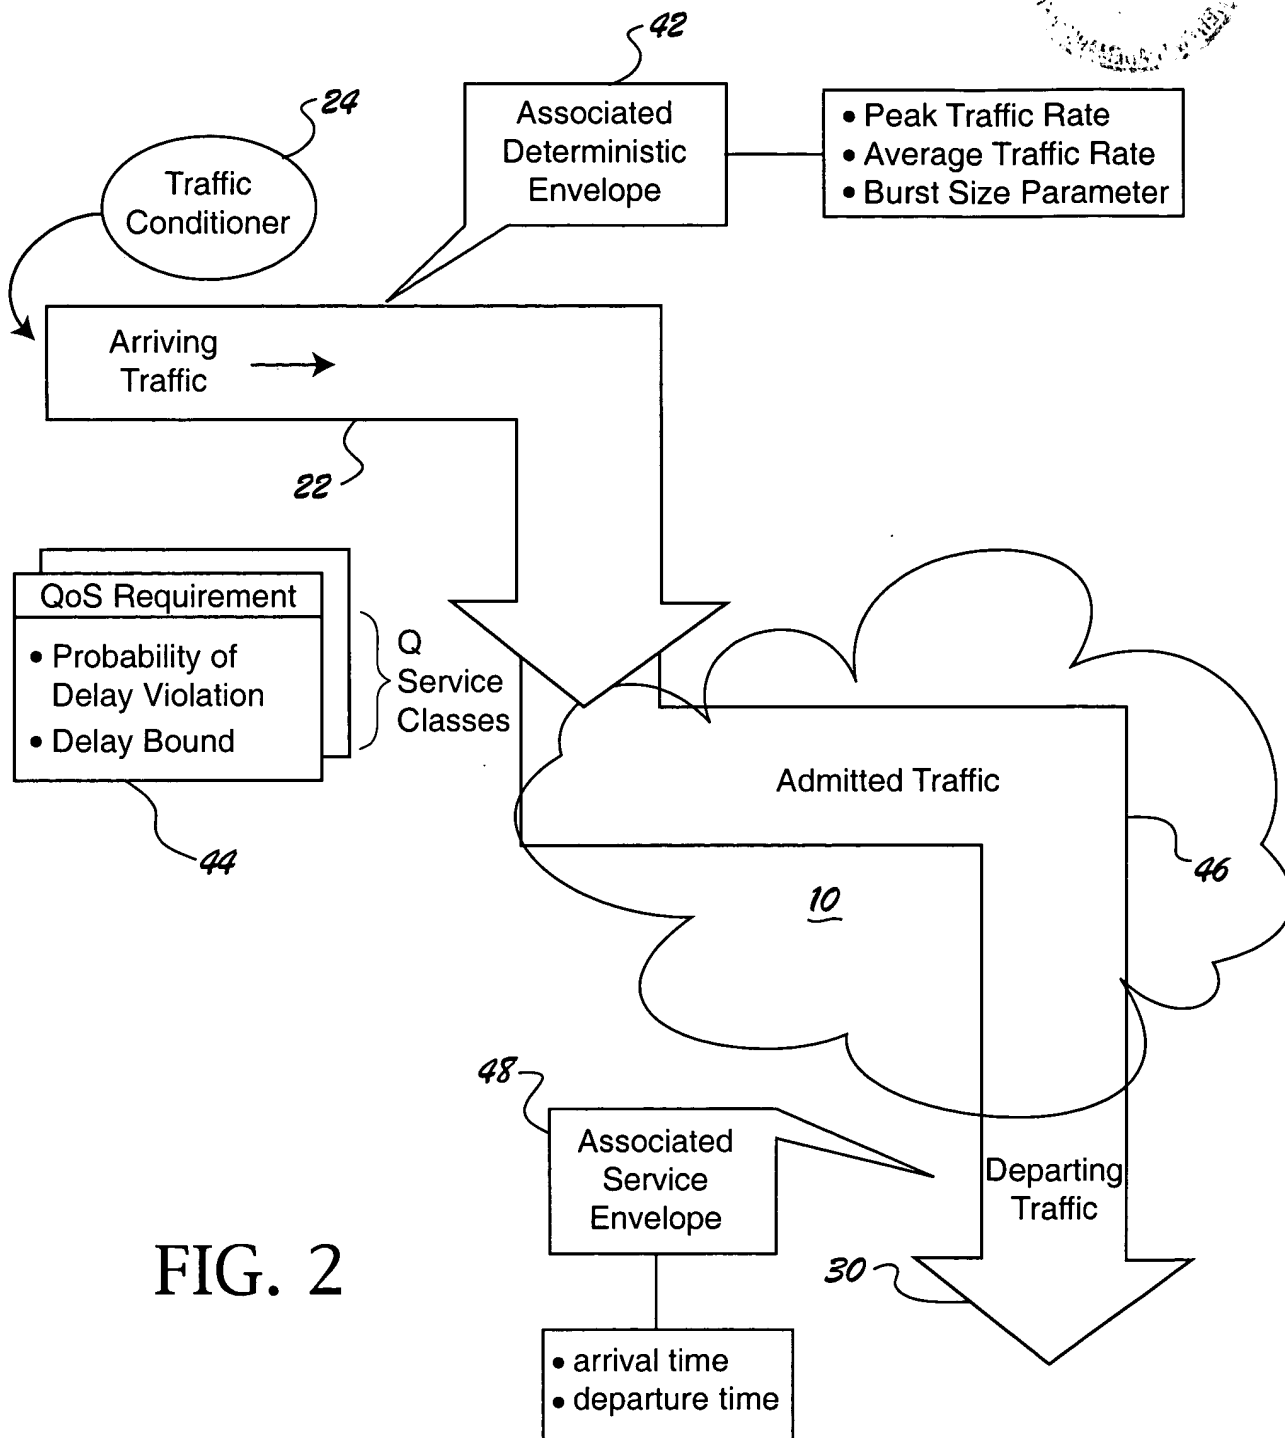 42
24
Associated
Deterministic
Envelope
• Peak Traffic Rate
• Average Traffic Rate
• Burst Size Parameter
Traffic
Conditioner
Arriving
Traffic
22
QoS Requirement
• Probability of
Delay Violation
• Delay Bound
Q
Service
Classes
44
Admitted Traffic
46
10
48
Associated
Service
Envelope
Departing
Traffic
30
FIG. 2
• arrival time
• departure time